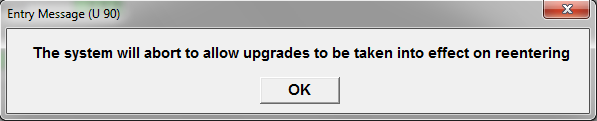 Entry Message (U 90)
The system will abort to allow upgrades to be taken into effect on reentering
OK